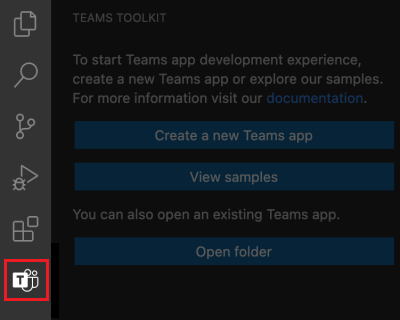 TEAMS TOOLKIT
To start Teams app development experience,
create a new Teams app or explore our samples.
For more information visit our documentation.
Create a new Teams app
View samples
You can also open an existing Teams app.
Open folder
T